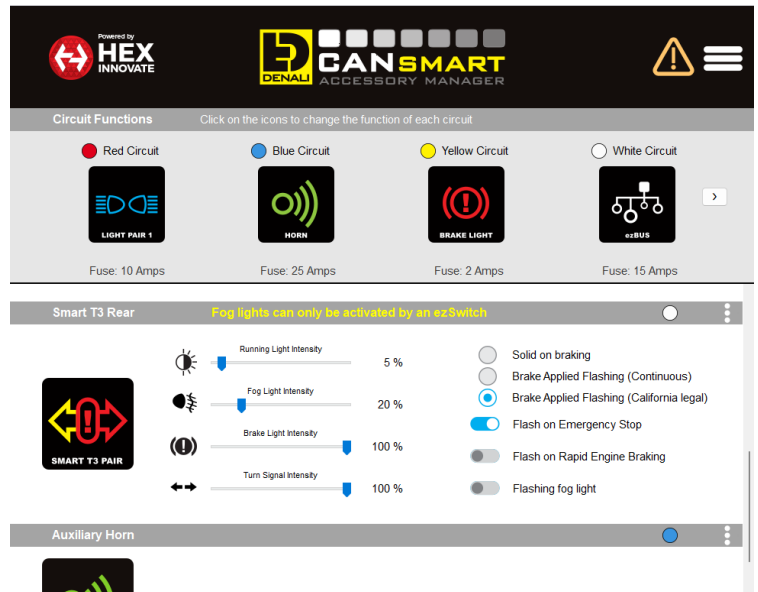 Powered by
HEX
INNOVATE
DENALI
CANSMART
ACCESSORY MANAGER
Circuit Functions Click on the icons to change the function of each circuit
Red Circuit Blue Circuit Yellow Circuit White Circuit
LIGHT PAIR 1 HORN BRAKE LIGHT ezBUS
Fuse: 10 Amps Fuse: 25 Amps Fuse: 2 Amps Fuse: 15 Amps
Smart T3 Rear Fog lights can only be activated by an ezSwitch
Running Light Intensity
5 %
Fog Light Intensity
20 %
Brake Light Intensity
100 %
Turn Signal Intensity
100 %
SMART T3 PAIR
Solid on braking
Brake Applied Flashing (Continuous)
Brake Applied Flashing (California legal)
Flash on Emergency Stop
Flash on Rapid Engine Braking
Flashing fog light
Auxiliary Horn